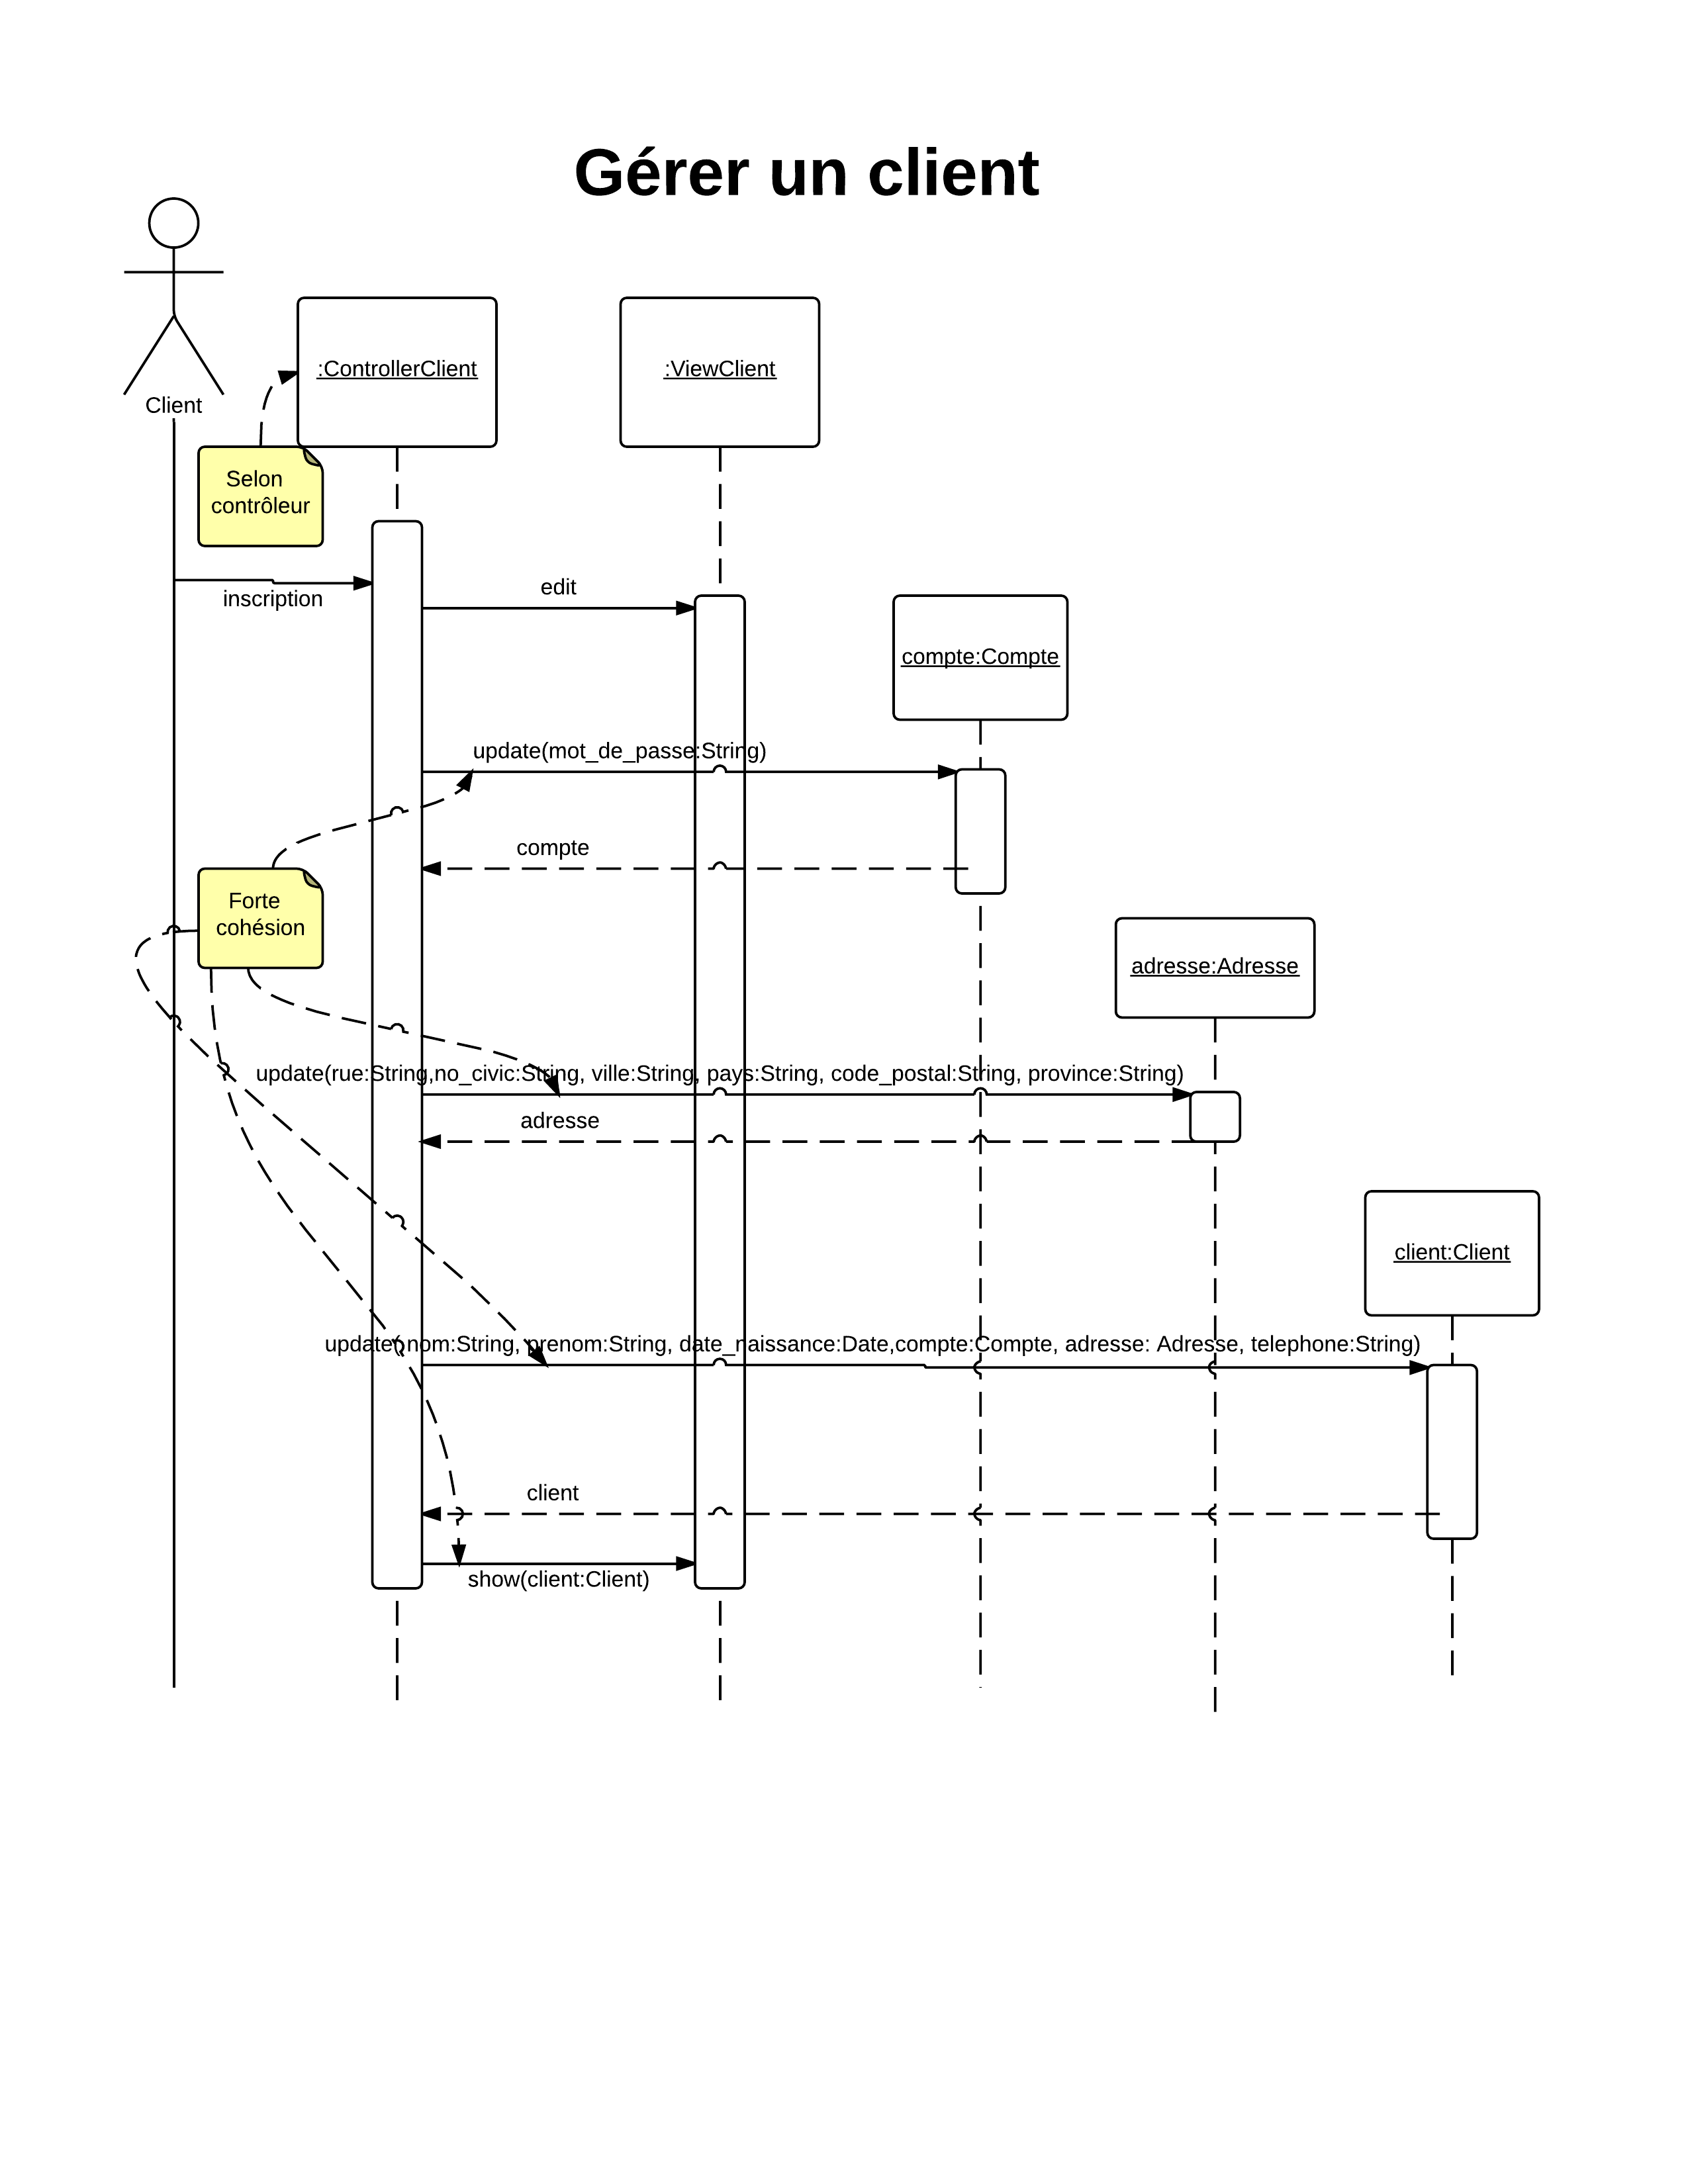 Gérer un client
Client
:ControllerClient
:ViewClient
Selon
contrôleur
inscription
edit
compte:Compte
update(mot_de_passe:String)
compte
Forte
cohésion
adresse:Adresse
update(rue:String,no_civic:String, ville:String, pays:String, code_postal:String, province:String)
adresse
client:Client
update( nom:String, prenom:String, date_naissance:Date,compte:Compte, adresse: Adresse, telephone:String)
client
show(client:Client)